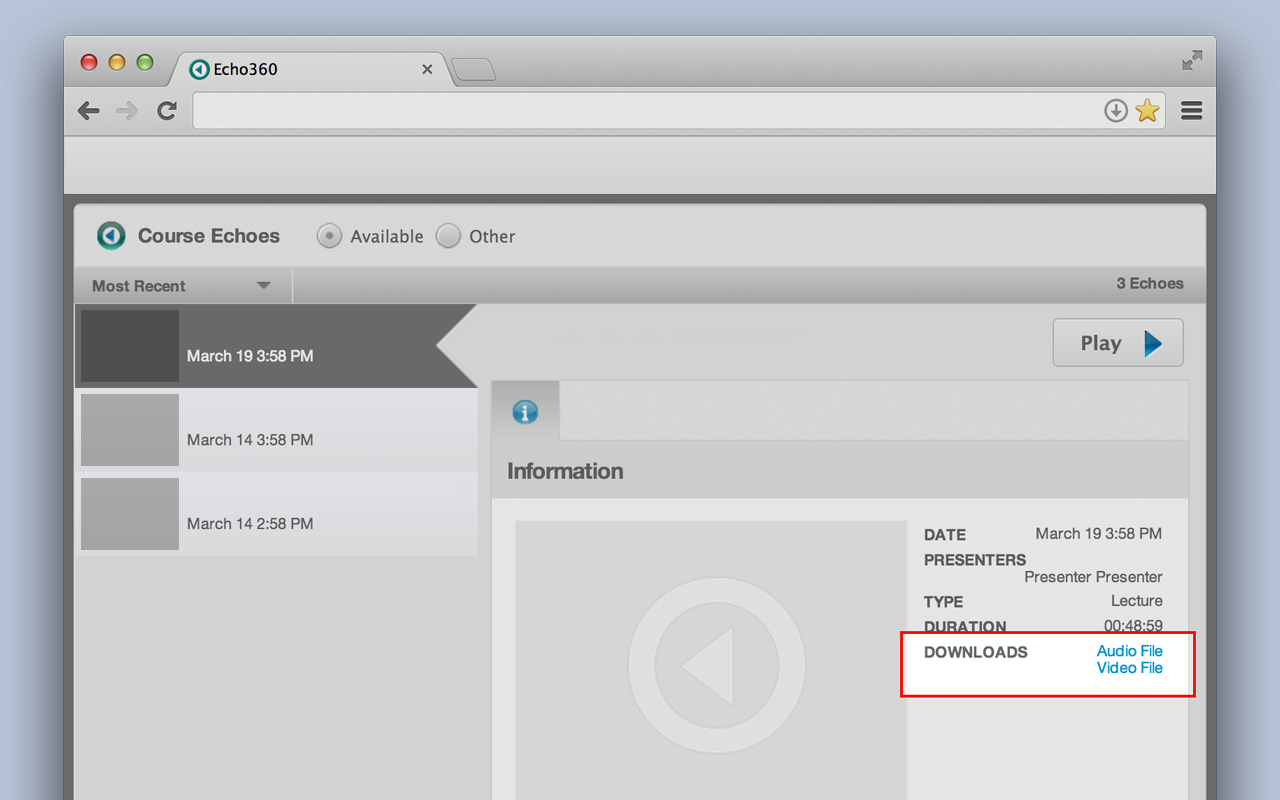 Echo360
Course Echoes Available Other
Most Recent 3 Echoes
March 19 3:58 PM
Play
March 14 3:58 PM
March 14 2:58 PM
Information
DATE March 19 3:58 PM
PRESENTERS
Presenter Presenter
TYPE Lecture
DURATION 00:48:59
DOWNLOADS Audio File
Video File